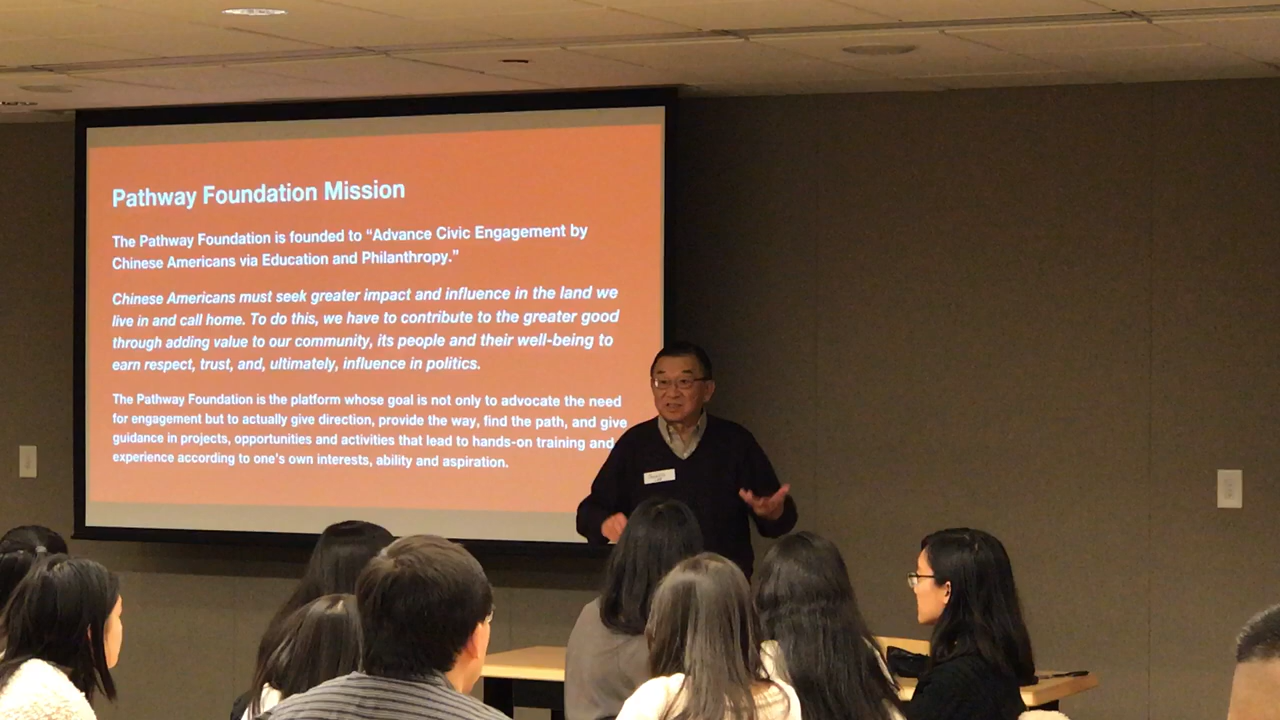 Pathway Foundation Mission
The Pathway Foundation is founded to “Advance Civic Engagement by
Chinese Americans via Education and Philanthropy.”
Chinese Americans must seek greater impact and influence in the land we
live in and call home. To do this, we have to contribute to the greater good
through adding value to our community, its people and their well-being to
earn respect, trust, and, ultimately, influence in politics.
The Pathway Foundation is the platform whose goal is not only to advocate the need
for engagement but to actually give direction, provide the way, find the path, and give
guidance in projects, opportunities and activities that lead to hands-on training and
experience according to one's own interests, ability and aspiration.